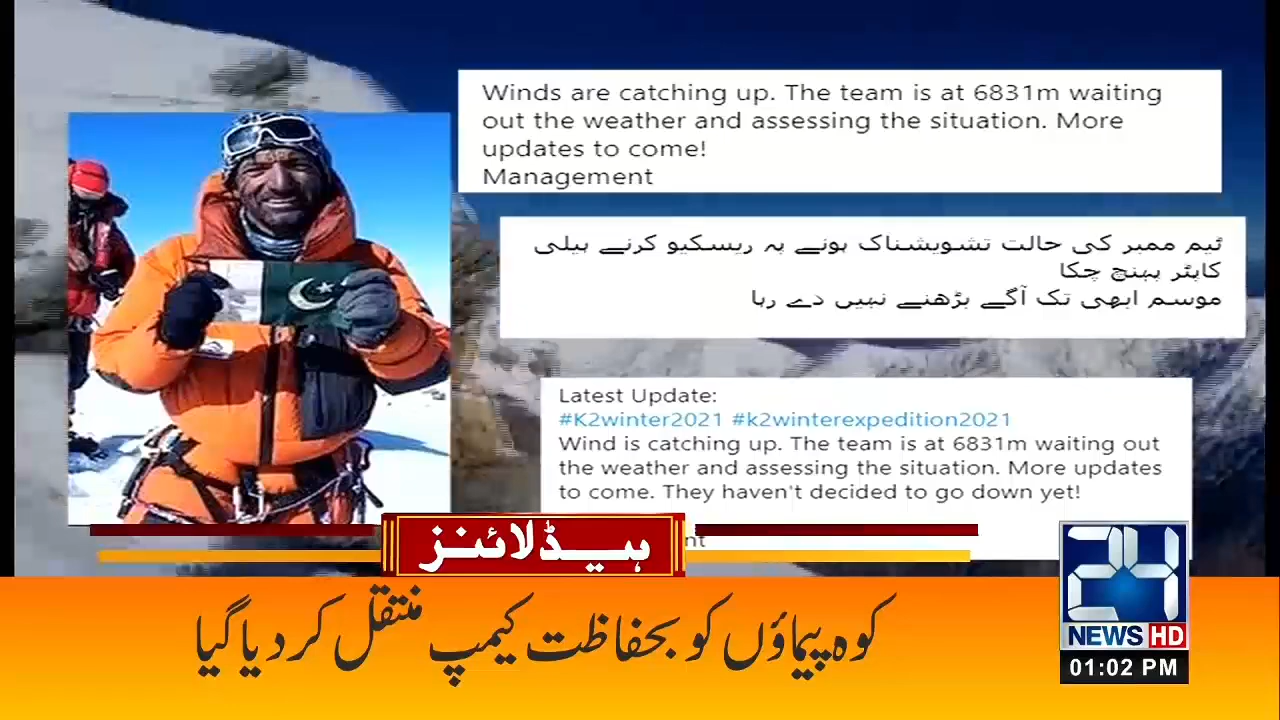 Winds are catching up. The team is at 6831m waiting
out the weather and assessing the situation. More
updates to come!
Management
ٹیم ممبر کی حالت تشویشناک ہونے پہ ریسکیو کرنے ہیلی
کاپٹر پہنچ چکا
موسم ابھی تک آگے بڑھنے نہیں دے رہا
Latest Update:
#K2winter2021 #k2winterexpedition2021
Wind is catching up. The team is at 6831m waiting out
the weather and assessing the situation. More updates
to come. They haven't decided to go down yet!
nt
ہیڈلائنز
کوہ پیماؤں کو بحفاظت کیمپ منتقل کر دیا گیا
24
NEWS HD
01:02 PM